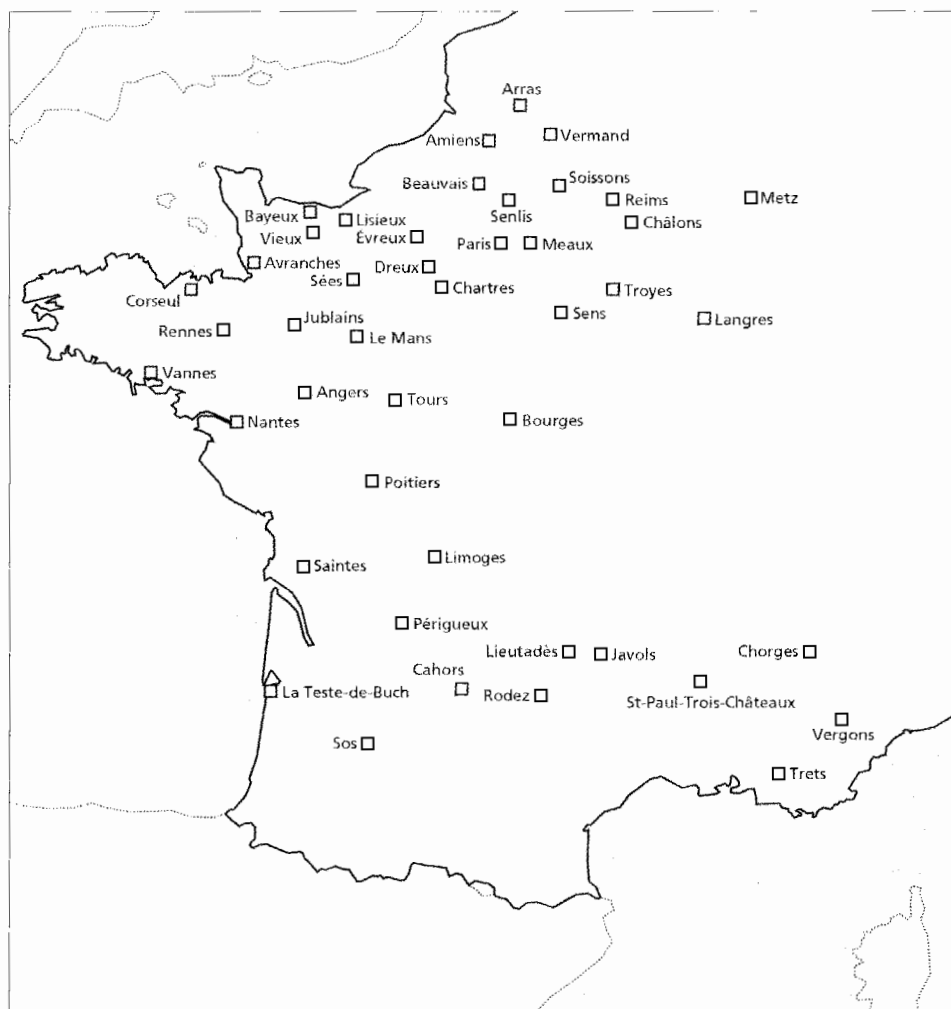 Arras
Amiens
Vermand
Beauvais
Soissons
Senlis
Reims
Metz
Bayeux
Lisieux
Châlons
Vieux
Évreux
Paris
Meaux
Avranches
Dreux
Sées
Chartres
Troyes
Corseul
Rennes
Jublains
Le Mans
Sens
Langres
Vannes
Angers
Tours
Nantes
Bourges
Poitiers
Limoges
Saintes
Périgueux
Lieutadès
Javols
Chorges
Cahors
La Teste-de-Buch
Rodez
St-Paul-Trois-Châteaux
Vergons
Sos
Trets